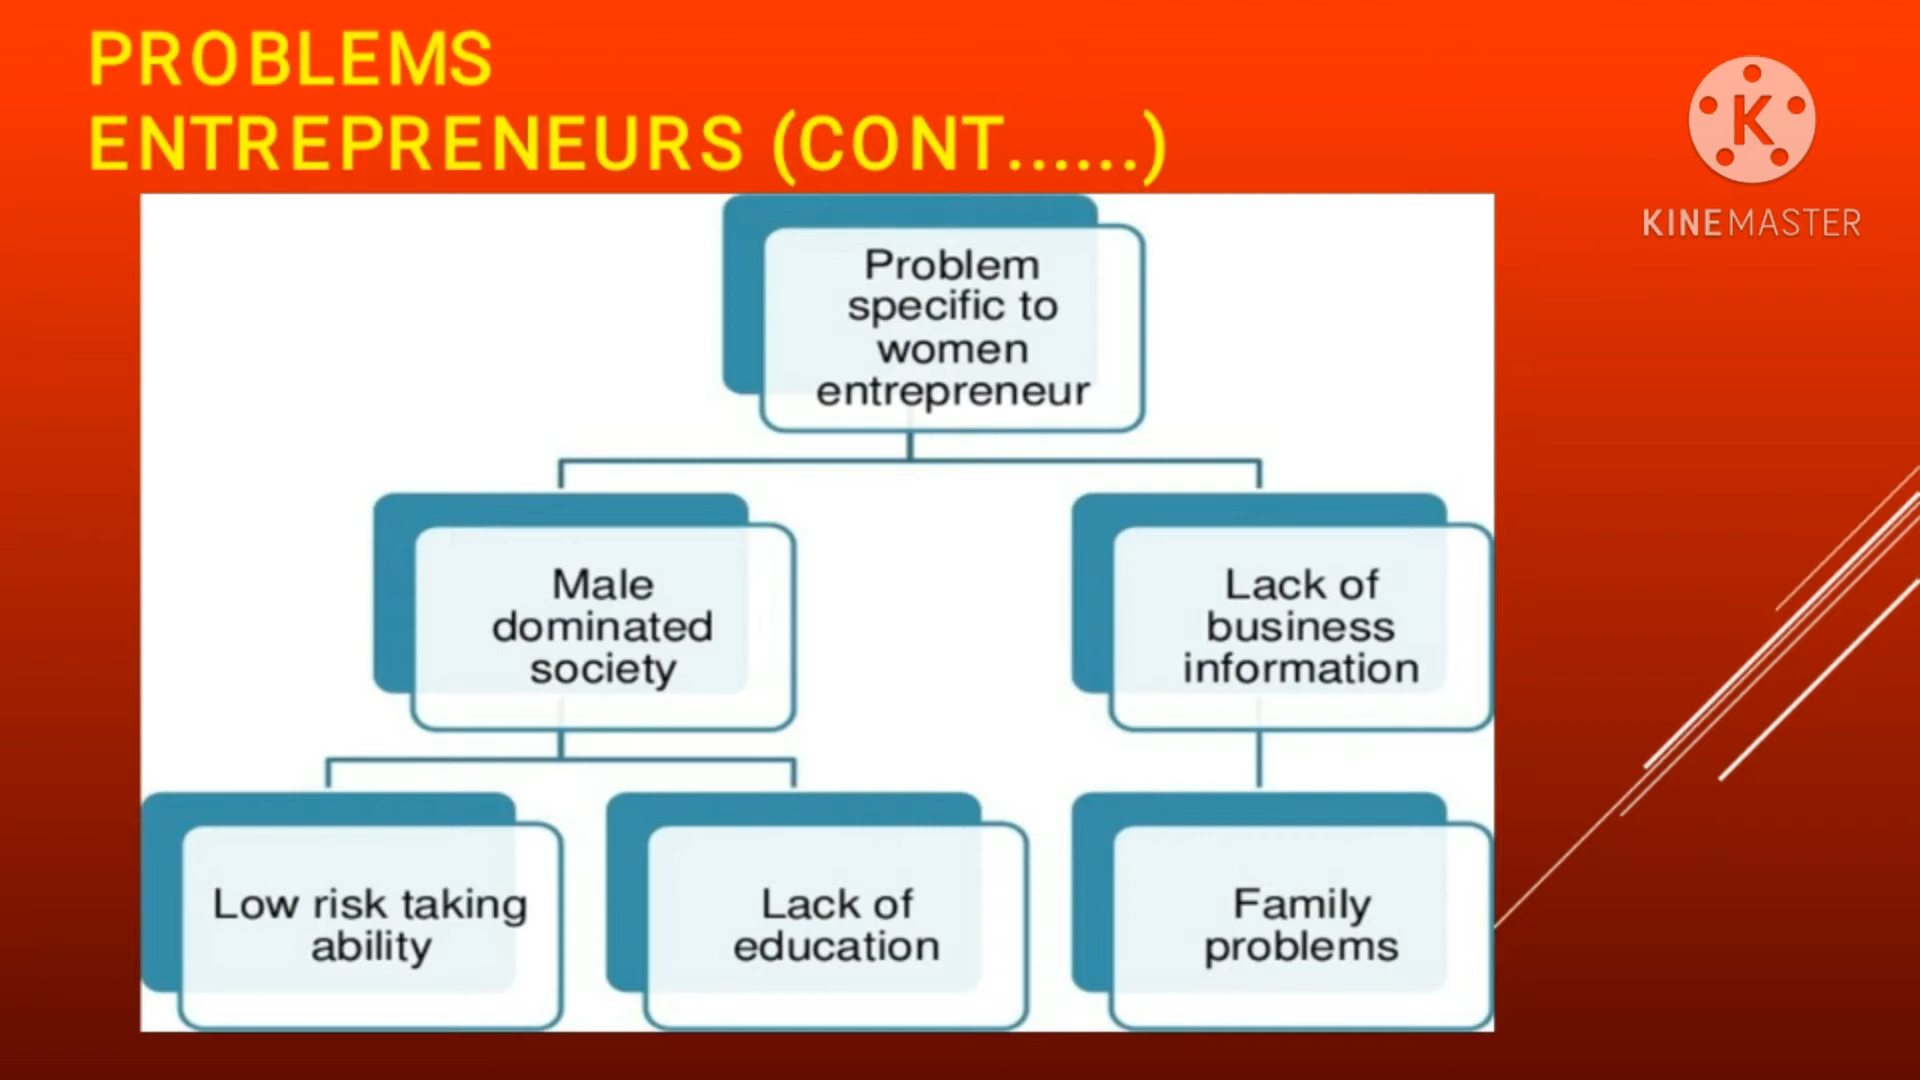 PROBLEMS
ENTREPRENEURS (CONT......)
K
KINEMASTER
Problem
specific to
women
entrepreneur
Male
dominated
society
Lack of
business
information
Low risk taking
ability
Lack of
education
Family
problems